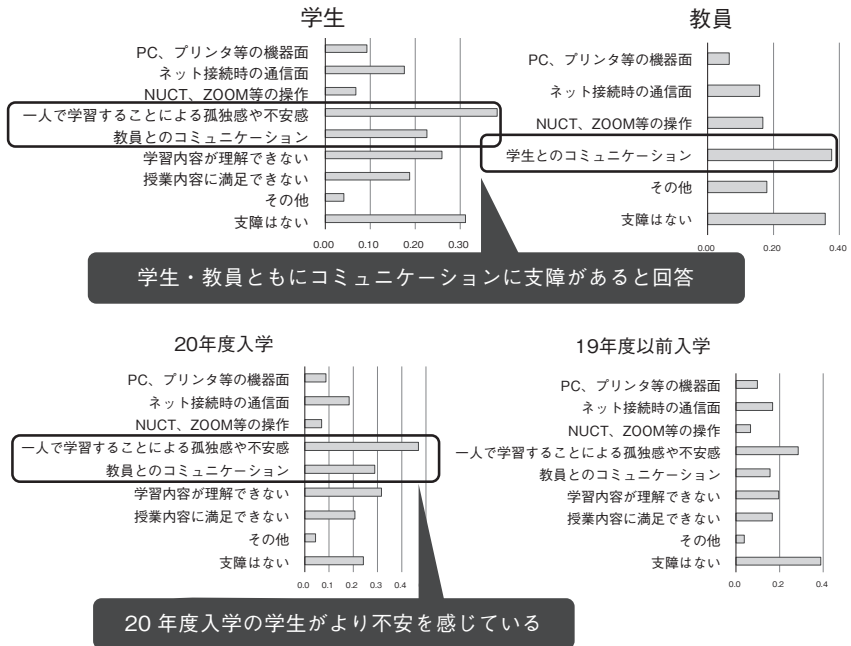 学生
PC、プリンタ等の機器面
ネット接続時の通信面
NUCT、ZOOM等の操作
一人で学習することによる孤独感や不安感
教員とのコミュニケーション
学習内容が理解できない
授業内容に満足できない
その他
支障はない
0.00 0.10 0.20 0.30
教員
PC、プリンタ等の機器面
ネット接続時の通信面
NUCT、ZOOM等の操作
学生とのコミュニケーション
その他
支障はない
0.00 0.20 0.40
学生・教員ともにコミュニケーションに支障があると回答
20年度入学
PC、プリンタ等の機器面
ネット接続時の通信面
NUCT、ZOOM等の操作
一人で学習することによる孤独感や不安感
教員とのコミュニケーション
学習内容が理解できない
授業内容に満足できない
その他
支障はない
0.0 0.1 0.2 0.3 0.4
19年度以前入学
PC、プリンタ等の機器面
ネット接続時の通信面
NUCT、ZOOM等の操作
一人で学習することによる孤独感や不安感
教員とのコミュニケーション
学習内容が理解できない
授業内容に満足できない
その他
支障はない
0.0 0.2 0.4
20 年度入学の学生がより不安を感じている